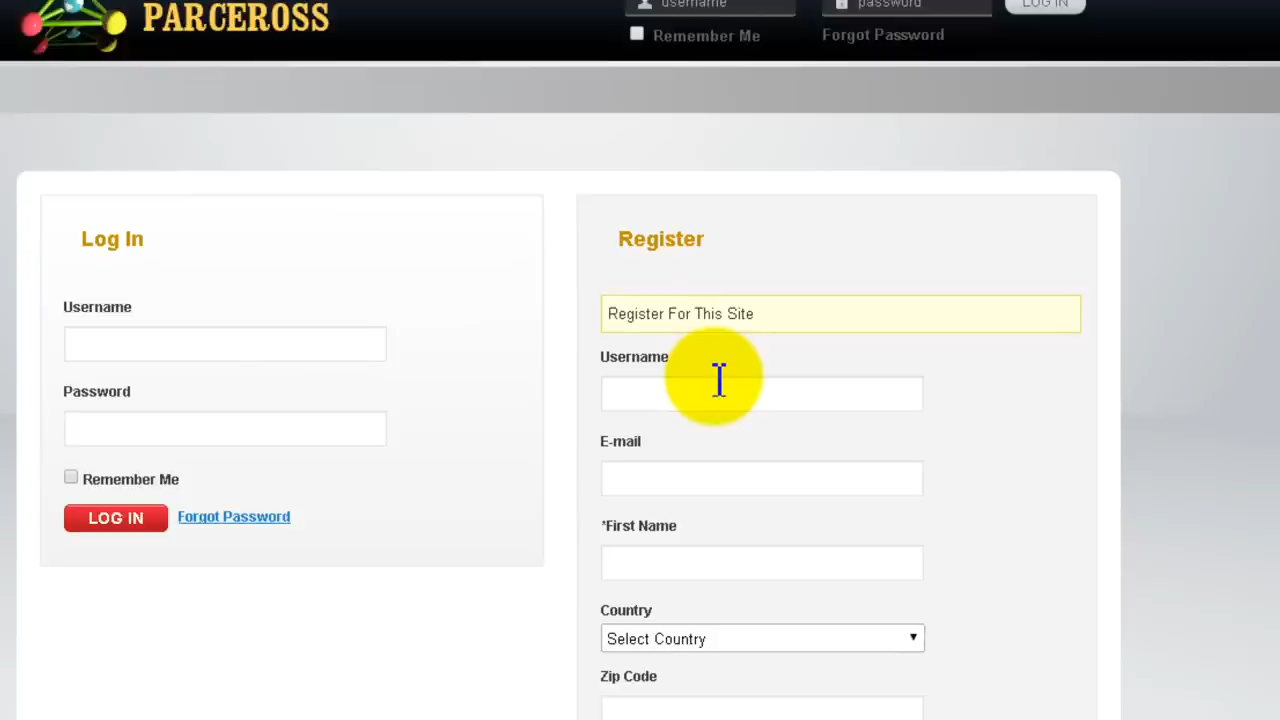 PARCEROSS
username
password
LOG IN
Remember Me
Forgot Password
Log In
Username
Password
Remember Me
LOG IN
Forgot Password
Register
Register For This Site
Username
E-mail
*First Name
Country
Select Country
Zip Code